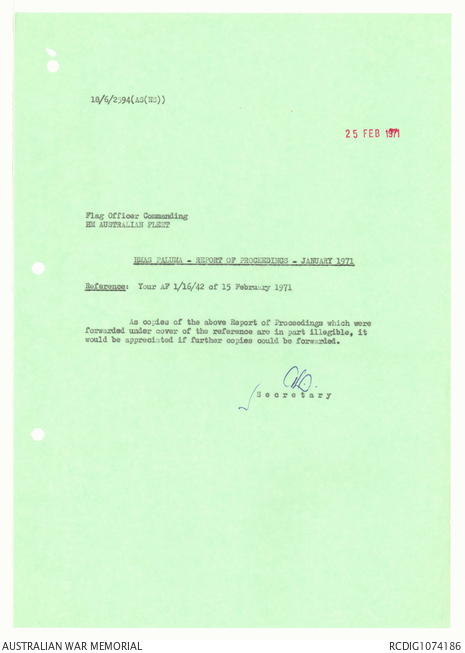 18/6/2594(AS(NS))
25 FEB 1971
Flag Officer Commanding
HM AUSTRALIAN FLEET
HMAS PALUMA - REPORT OF PROCEEDINGS - JANUARY 1971
Reference: Your AF 1/16/42 of 15 February 1971
As copies of the above Report of Proceedings which were
forwarded under cover of the reference are in part illegible, it
would be appreciated if further copies could be forwarded.
Secretary
AUSTRALIAN WAR MEMORIAL
RCDIG1074186